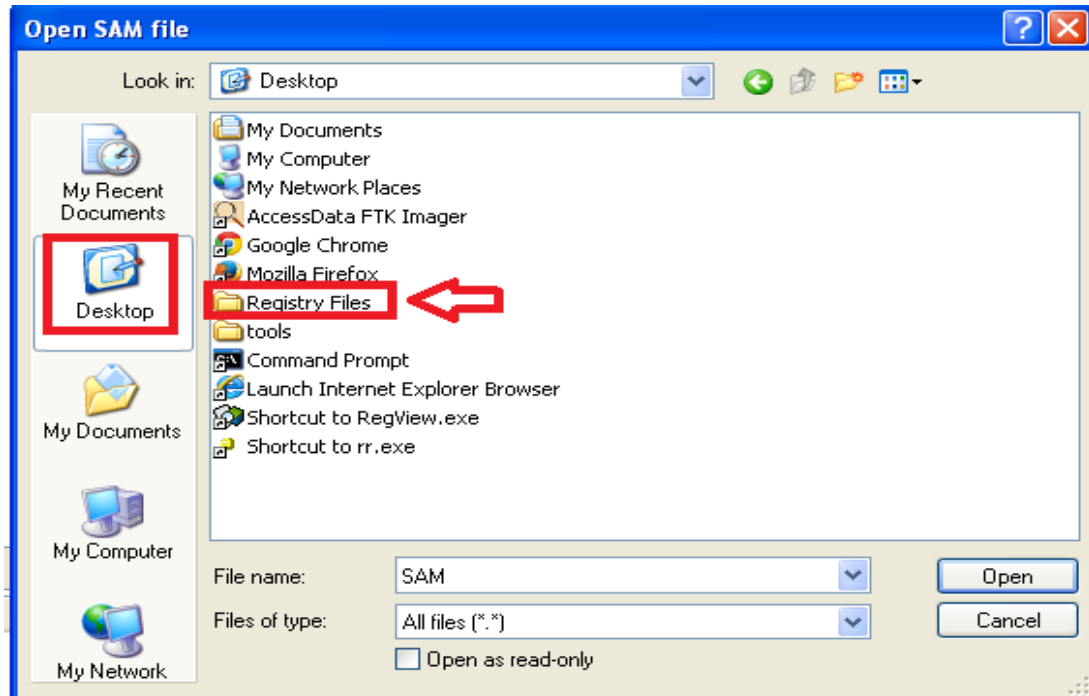 Open SAM file
Look in:
Desktop
My Recent
Documents
Desktop
My Documents
My Computer
My Network
My Documents
My Computer
My Network Places
AccessData FTK Imager
Google Chrome
Mozilla Firefox
Registry Files
tools
Command Prompt
Launch Internet Explorer Browser
Shortcut to RegView.exe
Shortcut to rr.exe
File name:
SAM
Open
Files of type:
All files (*.*)
Cancel
Open as read-only